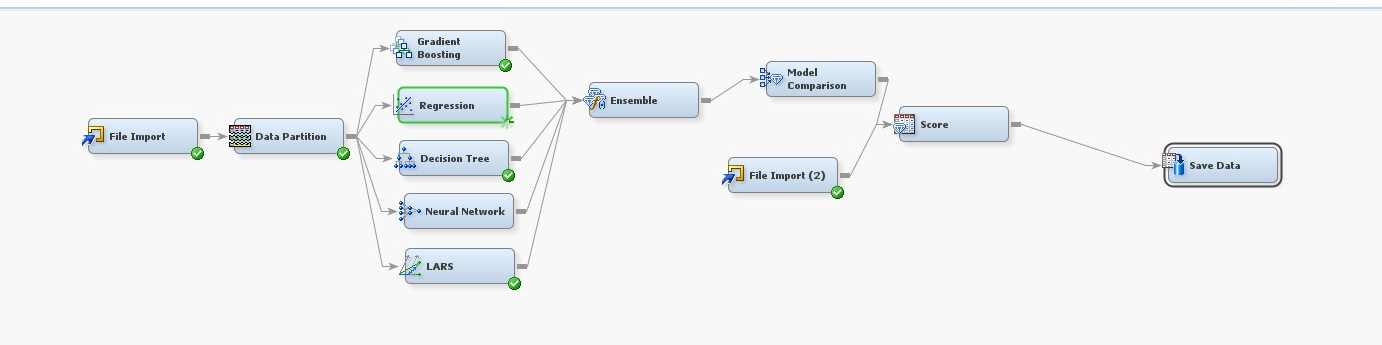 File Import
Data Partition
Gradient
Boosting
Regression
Decision Tree
Neural Network
LARS
Ensemble
Model
Comparison
File Import (2)
Score
Save Data